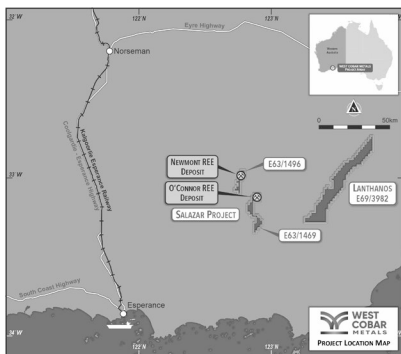 122°E
123°E
33°S
Eyre Highway
Norseman
Western
Australia
WEST COBAR METALS
PROJECT AREAS
N
0
50km
Kalgoorlie Esperance Railway
Coolgardie - Esperance Highway
NEWMONT REE
DEPOSIT
E63/1496
O'CONNOR REE
DEPOSIT
SALAZAR PROJECT
E63/1469
LANTHANOS
E69/3982
South Coast Highway
Esperance
34°S
122°E
123°E
WEST
COBAR
METALS
PROJECT LOCATION MAP